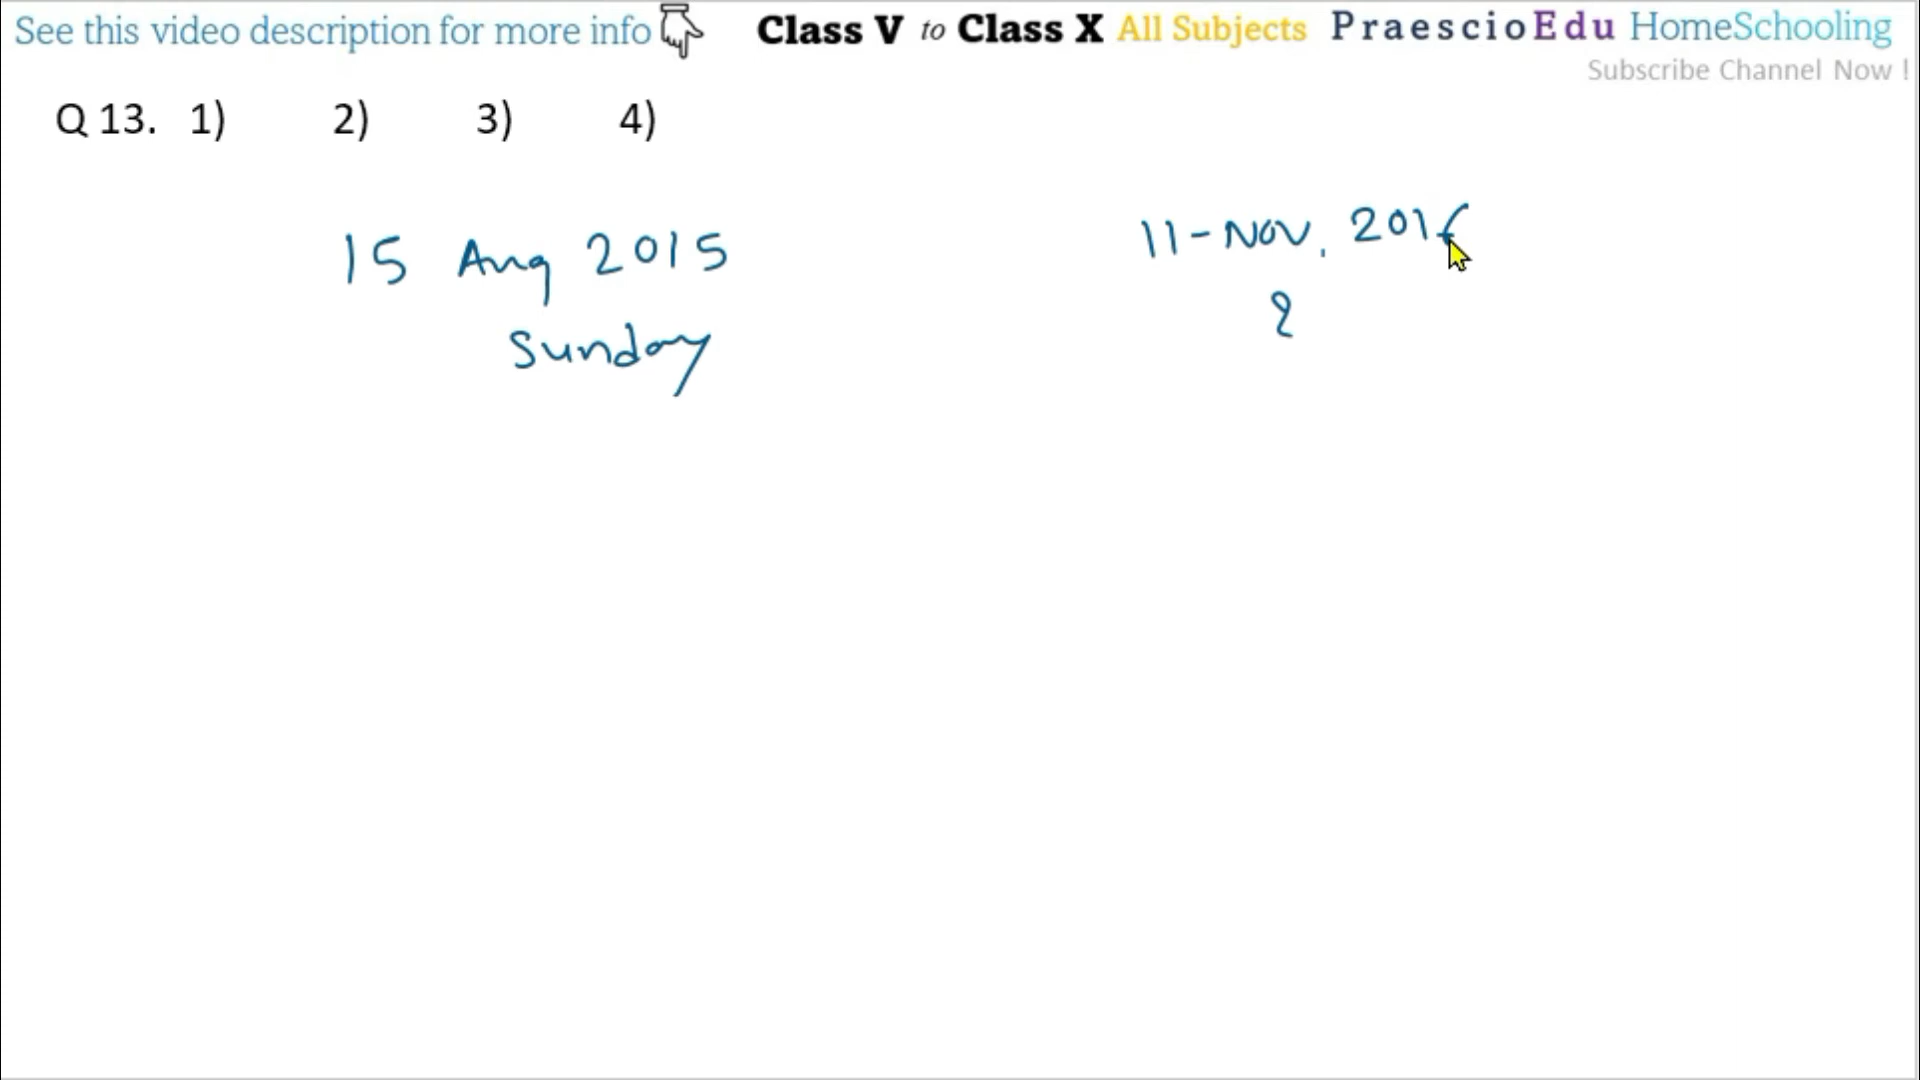 See this video description for more info Class V to Class X All Subjects PraescioEdu HomeSchooling
Subscribe Channel Now !
Q 13. 1) 2) 3) 4)
15 Aug 2015
Sunday
11-Nov, 2016
?